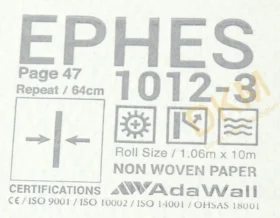 EPHES
Page 47
1012-3
Repeat / 64cm
Roll Size / 1.06m x 10m
NON WOVEN PAPER
CERTIFICATIONS
AdaWall
CE / ISO 9001 / ISO 10002 / ISO 14001 / OHSAS 18001